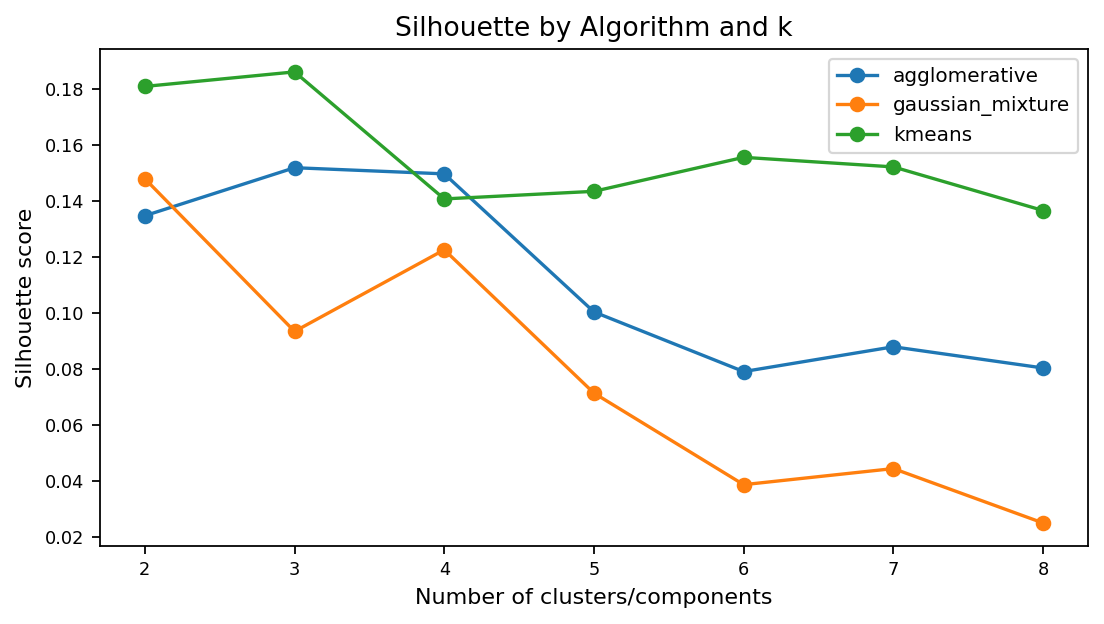 Silhouette by Algorithm and k
agglomerative
gaussian_mixture
kmeans
Silhouette score
0.18
0.16
0.14
0.12
0.10
0.08
0.06
0.04
0.02
2 3 4 5 6 7 8
Number of clusters/components